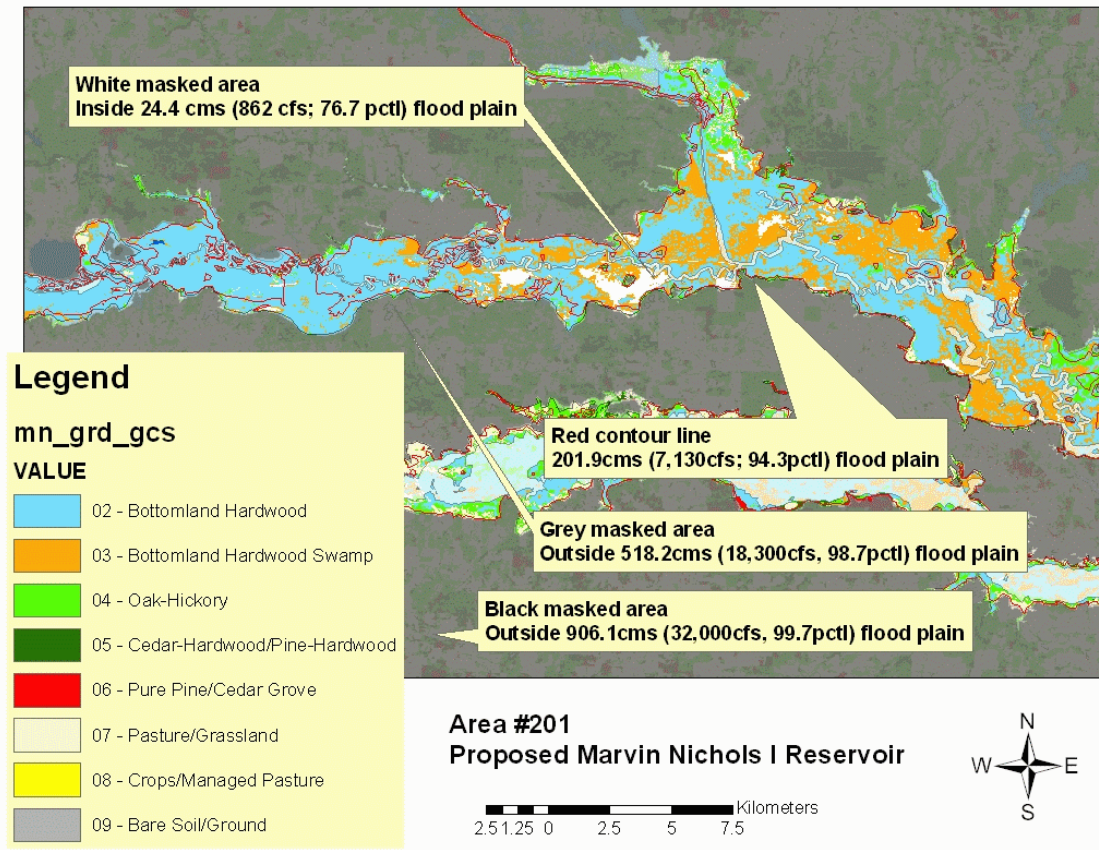 White masked area
Inside 24.4 cms (862 cfs; 76.7 pctl) flood plain
Red contour line
201.9cms (7,130cfs; 94.3pctl) flood plain
Grey masked area
Outside 518.2cms (18,300cfs, 98.7pctl) flood plain
Black masked area
Outside 906.1cms (32,000cfs, 99.7pctl) flood plain
Legend
mn_grd_gcs
VALUE
02 - Bottomland Hardwood
03 - Bottomland Hardwood Swamp
04 - Oak-Hickory
05 - Cedar-Hardwood/Pine-Hardwood
06 - Pure Pine/Cedar Grove
07 - Pasture/Grassland
08 - Crops/Managed Pasture
09 - Bare Soil/Ground
Area #201
Proposed Marvin Nichols I Reservoir
Kilometers
2.5 1.25 0 2.5 5 7.5
N
W E
S